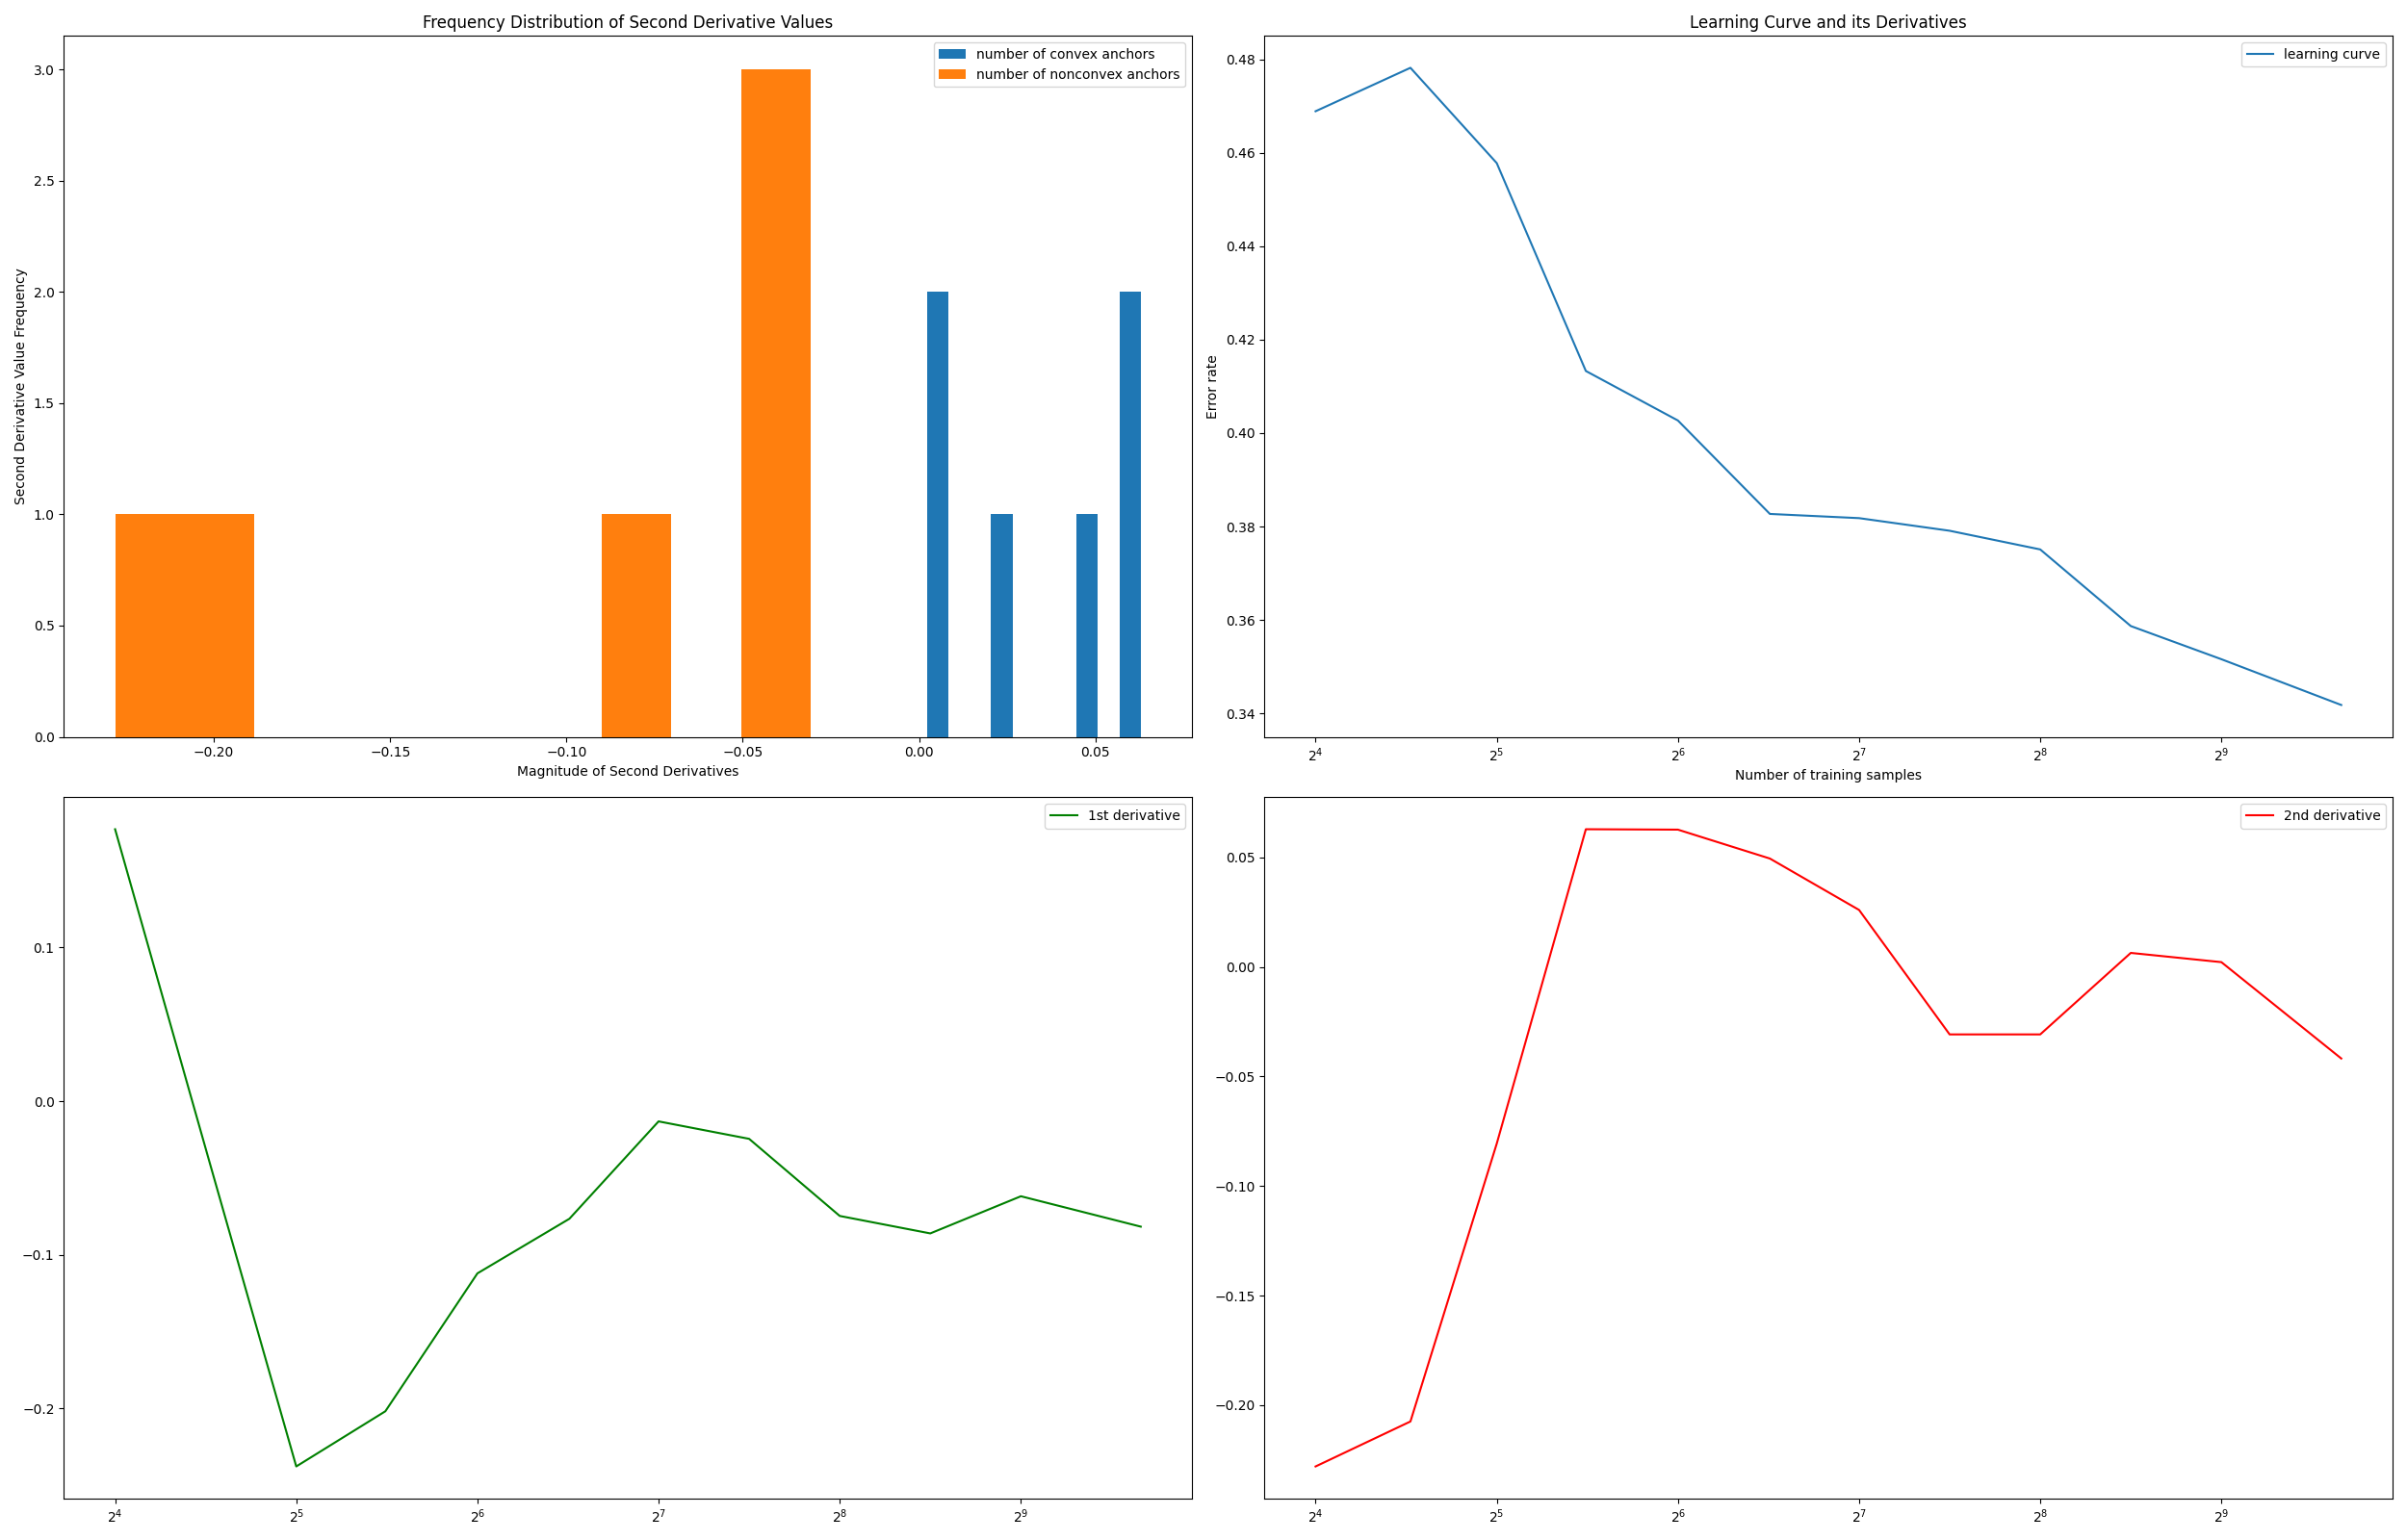 Frequency Distribution of Second Derivative Values
number of convex anchors
number of nonconvex anchors
3.0
2.5
2.0
1.5
1.0
0.5
0.0
Second Derivative Value Frequency
−0.20 −0.15 −0.10 −0.05 0.00 0.05
Magnitude of Second Derivatives
Learning Curve and its Derivatives
learning curve
0.48
0.46
0.44
0.42
0.40
0.38
0.36
0.34
Error rate
2⁴ 2⁵ 2⁶ 2⁷ 2⁸ 2⁹
Number of training samples
1st derivative
0.1
0.0
−0.1
−0.2
2⁴ 2⁵ 2⁶ 2⁷ 2⁸ 2⁹
2nd derivative
0.05
0.00
−0.05
−0.10
−0.15
−0.20
2⁴ 2⁵ 2⁶ 2⁷ 2⁸ 2⁹